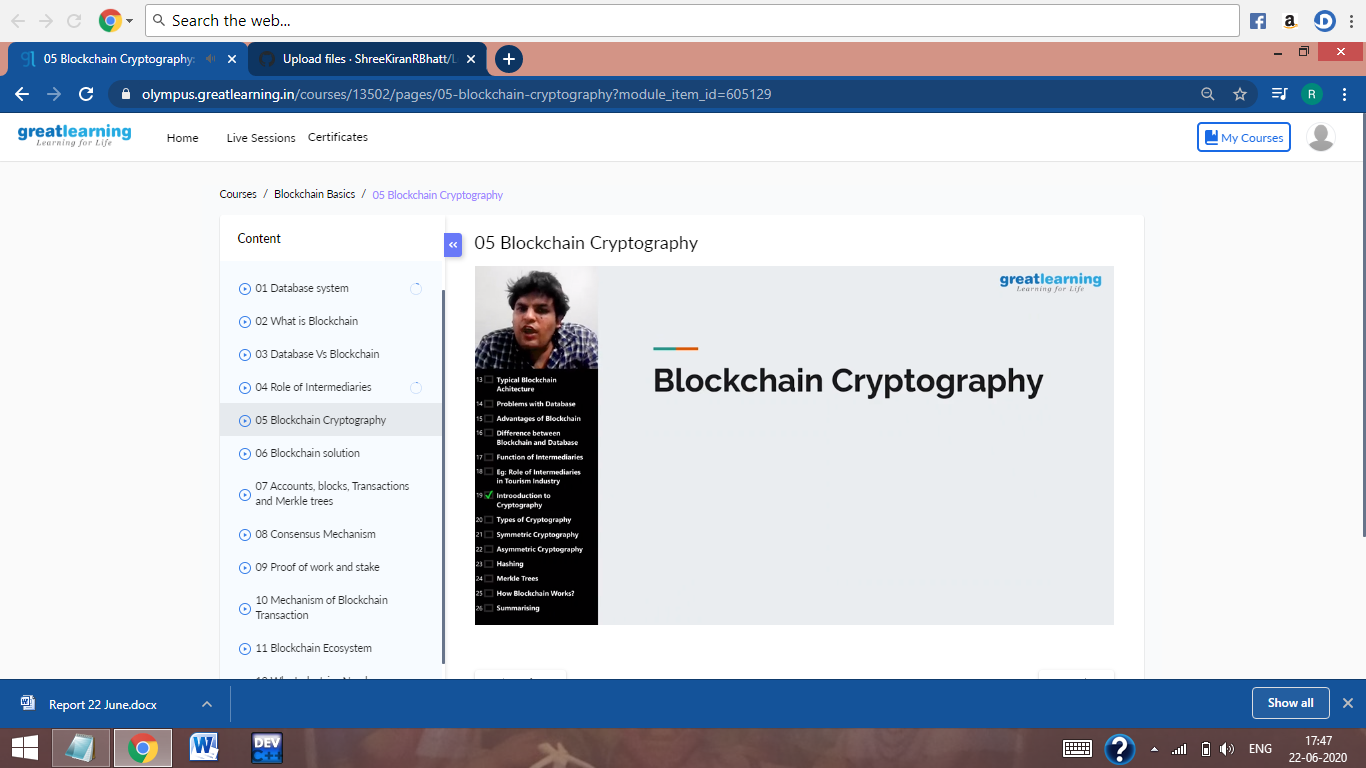 Search the web...
05 Blockchain Cryptography:
Upload files · ShreeKiranRBhatt/L
olympus.greatlearning.in/courses/13502/pages/05-blockchain-cryptography?module_item_id=605129
R
greatlearning
Learning for Life
Home
Live Sessions
Certificates
My Courses
Courses / Blockchain Basics / 05 Blockchain Cryptography
Content
01 Database system
02 What is Blockchain
03 Database Vs Blockchain
04 Role of Intermediaries
05 Blockchain Cryptography
06 Blockchain solution
07 Accounts, blocks, Transactions
and Merkle trees
08 Consensus Mechanism
09 Proof of work and stake
10 Mechanism of Blockchain
Transaction
11 Blockchain Ecosystem
05 Blockchain Cryptography
greatlearning
Learning for Life
Blockchain Cryptography
13 Typical Blockchain
Achitecture
14 Problems with Database
15 Advantages of Blockchain
16 Difference between
Blockchain and Database
17 Function of Intermediaries
18 Eg: Role of Intermediaries
in Tourism Industry
19 Introoduction to
Cryptography
20 Types of Cryptography
21 Symmetric Cryptography
22 Asymmetric Cryptography
23 Hashing
24 Merkle Trees
25 How Blockchain Works?
26 Summarising
Report 22 June.docx
Show all
DEV
C++
ENG
17:47
22-06-2020